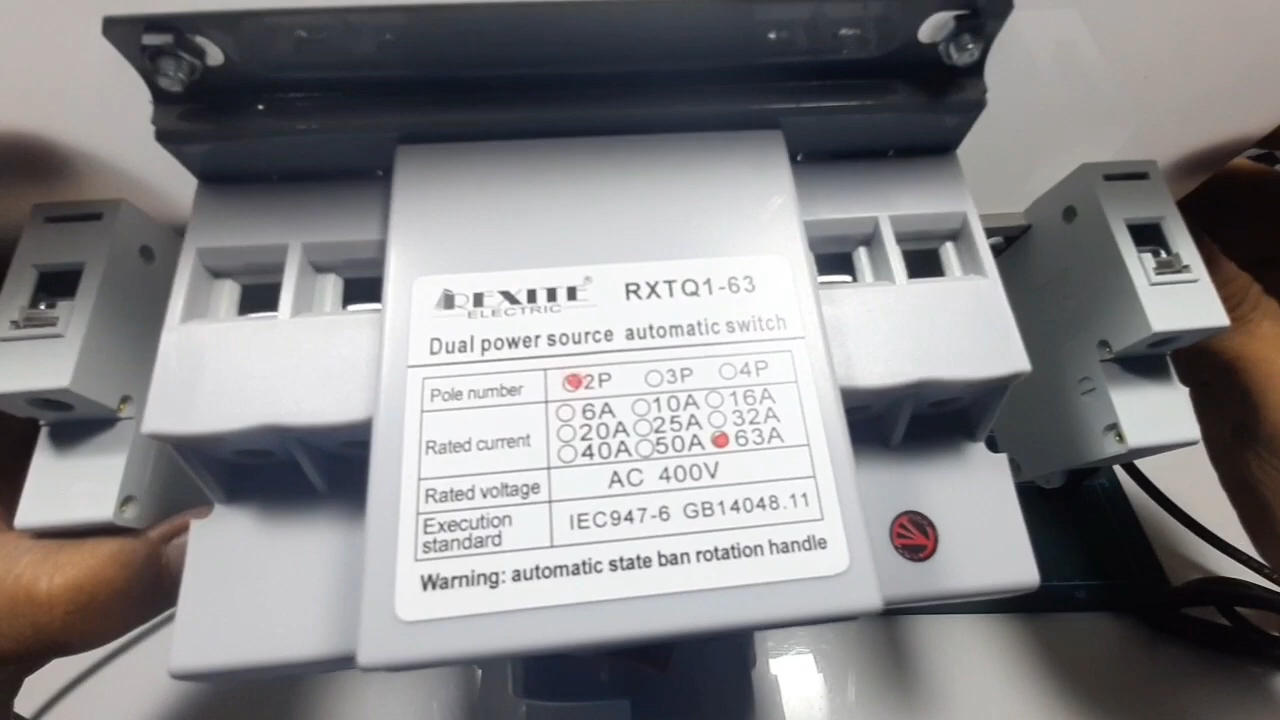 REXITE® RXTQ1-63
ELECTRIC
Dual power source automatic switch
Pole number 2P 3P 4P
Rated current 6A 10A 16A
20A 25A 32A
40A 50A 63A
Rated voltage AC 400V
Execution standard IEC947-6 GB14048.11
Warning: automatic state ban rotation handle